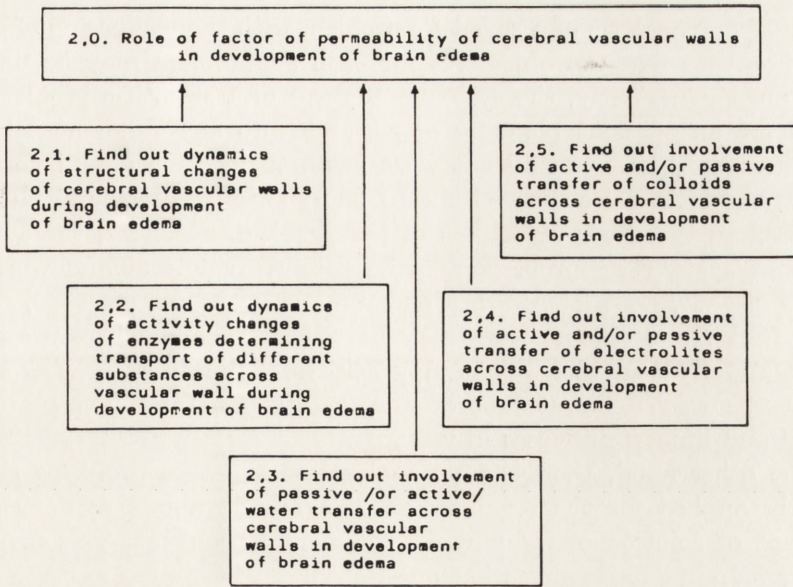 2,0. Role of factor of permeability of cerebral vascular walls
in development of brain edema
2,1. Find out dynamics
of structural changes
of cerebral vascular walls
during development
of brain edema
2,5. Find out involvement
of active and/or passive
transfer of colloids
across cerebral vascular
walls in development
of brain edema
2,2. Find out dynamics
of activity changes
of enzymes determining
transport of different
substances across
vascular wall during
development of brain edema
2,4. Find out involvement
of active and/or passive
transfer of electrolites
across cerebral vascular
walls in development
of brain edema
2,3. Find out involvement
of passive /or active/
water transfer across
cerebral vascular
walls in development
of brain edema